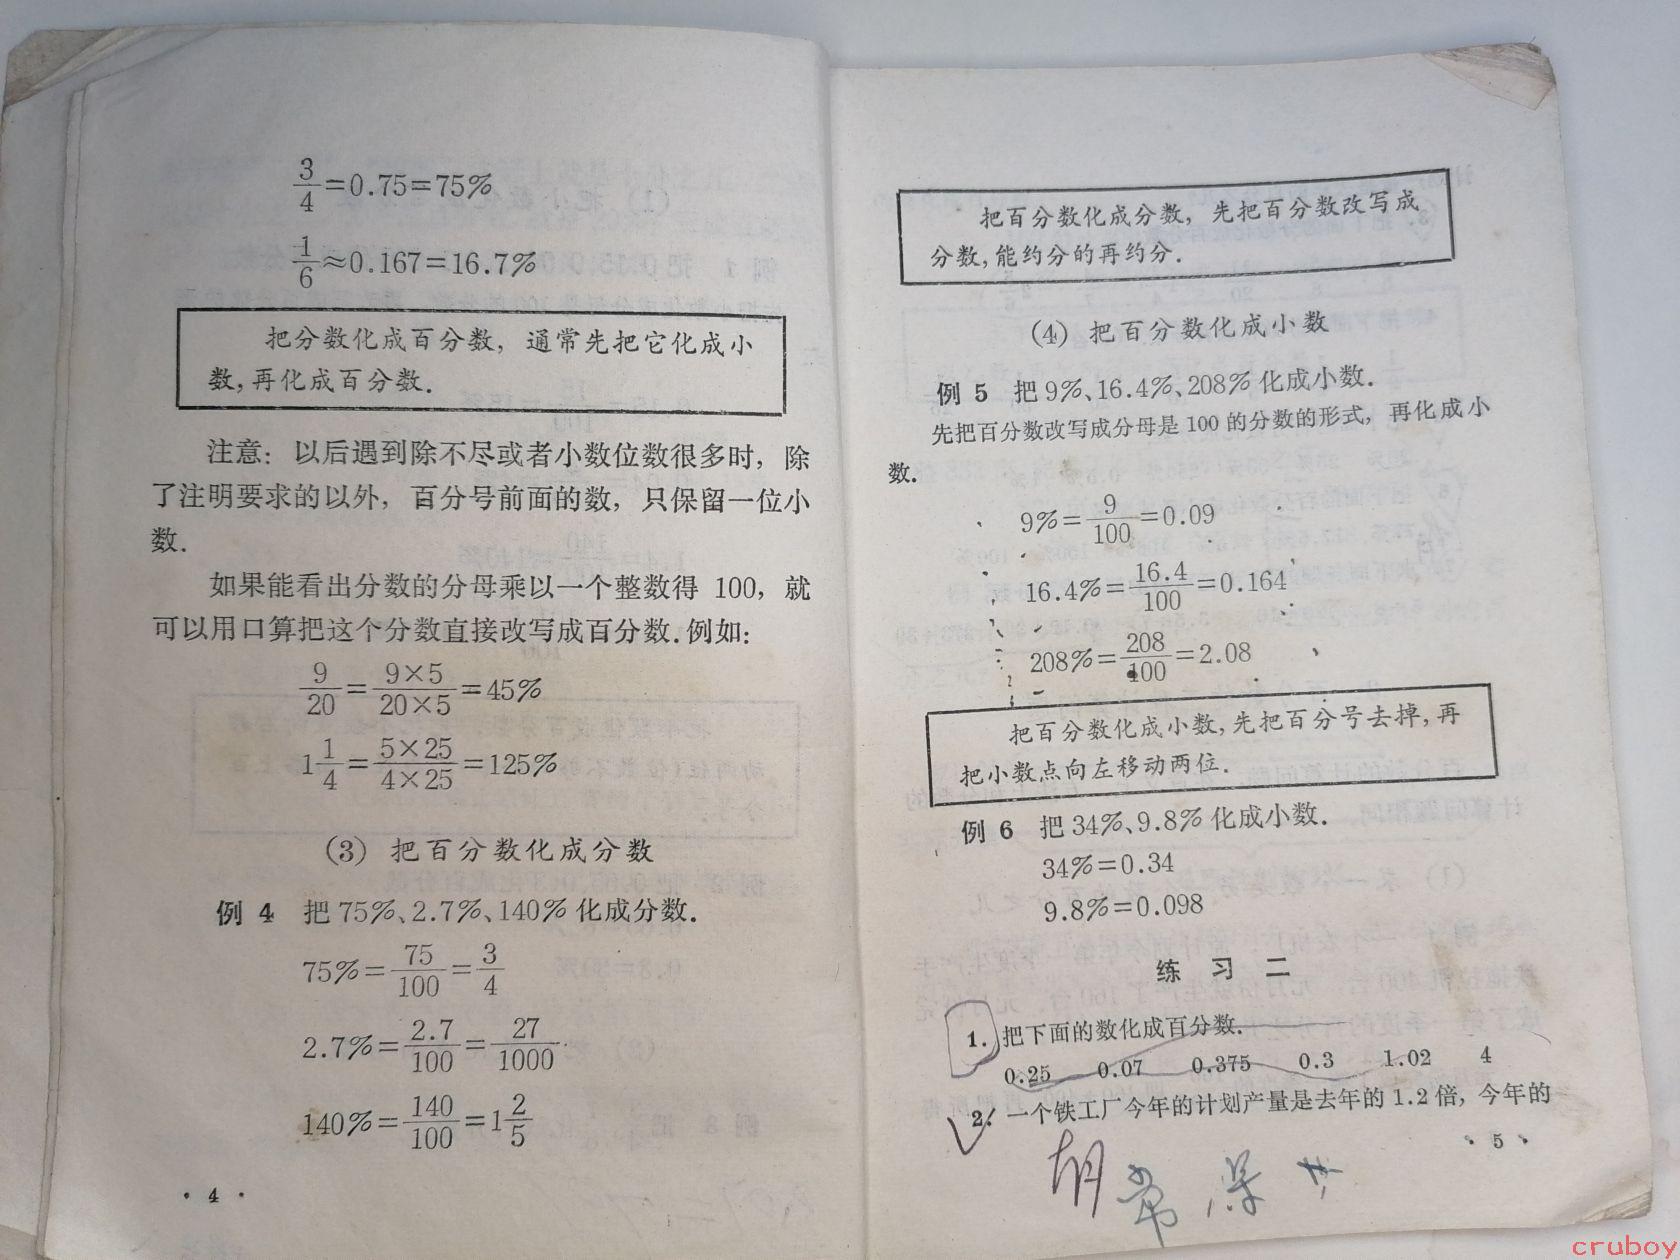 3/4=0.75=75%
1/6≈0.167=16.7%
把分数化成百分数，通常先把它化成小
数，再化成百分数.
注意：以后遇到除不尽或者小数位数很多时，除
了注明要求的以外，百分号前面的数，只保留一位小
数.
如果能看出分数的分母乘以一个整数得 100，就
可以用口算把这个分数直接改写成百分数.例如：
9/20=9×5/20×5=45%
1 1/4=5×25/4×25=125%
(3) 把百分数化成分数
例 4 把 75%、2.7%、140% 化成分数.
75%=75/100=3/4
2.7%=2.7/100=27/1000
140%=140/100=1 2/5
· 4 ·
把百分数化成分数，先把百分数改写成
分数，能约分的再约分.
(4) 把百分数化成小数
例 5 把 9%、16.4%、208% 化成小数.
先把百分数改写成分母是 100 的分数的形式，再化成小
数.
9%=9/100=0.09
16.4%=16.4/100=0.164
208%=208/100=2.08
把百分数化成小数，先把百分号去掉，再
把小数点向左移动两位.
例 6 把 34%、9.8% 化成小数.
34%=0.34
9.8%=0.098
练 习 二
1. 把下面的数化成百分数.
0.25 0.07 0.375 0.3 1.02 4
2. 一个铁工厂今年的计划产量是去年的 1.2 倍，今年的
· 5 ·
cruboy